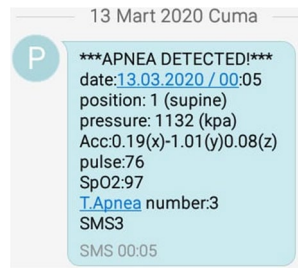 13 Mart 2020 Cuma
P
***APNEA DETECTED!***
date:13.03.2020 / 00:05
position: 1 (supine)
pressure: 1132 (kpa)
Acc:0.19(x)-1.01(y)0.08(z)
pulse:76
SpO2:97
T.Apnea number:3
SMS3
SMS 00:05